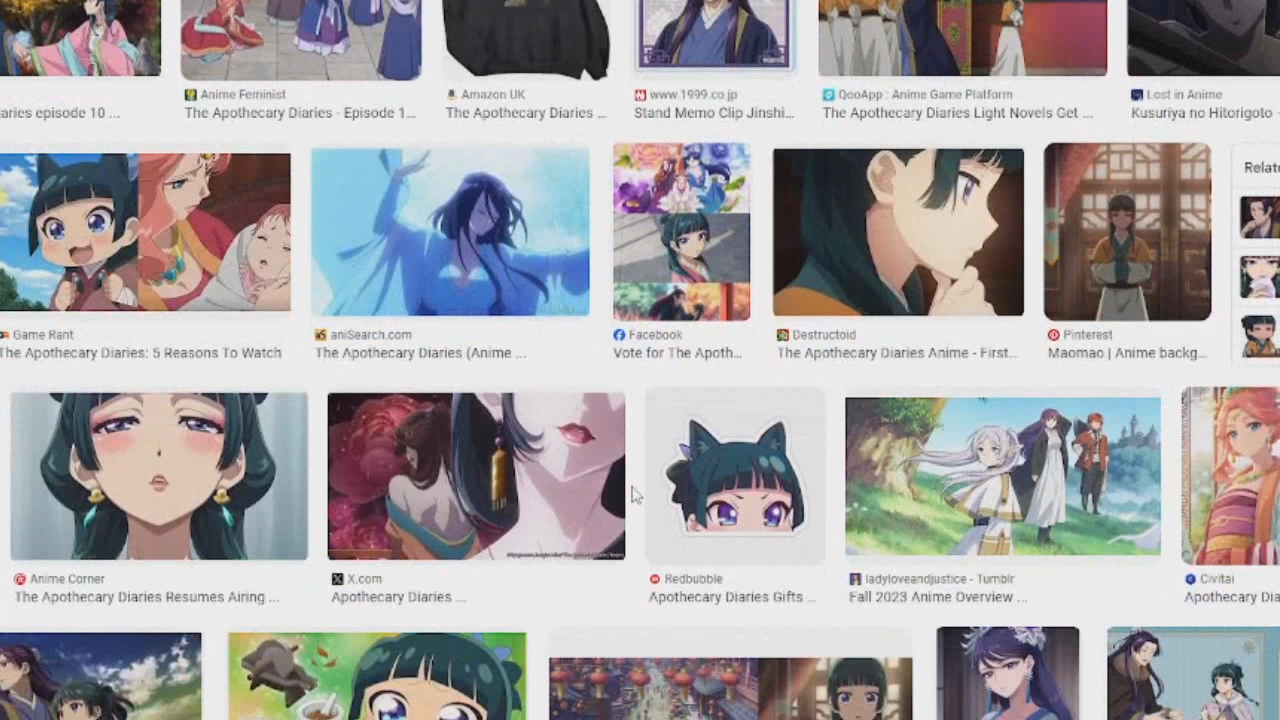 Anime Feminist
Amazon UK
www.1999.co.jp
QooApp : Anime Game Platform
Lost in Anime
aries episode 10 ...
The Apothecary Diaries - Episode 1...
The Apothecary Diaries ...
Stand Memo Clip Jinshi...
The Apothecary Diaries Light Novels Get ...
Kusuriya no Hitorigoto
Relat
Game Rant
aniSearch.com
Facebook
Destructoid
Pinterest
The Apothecary Diaries: 5 Reasons To Watch
The Apothecary Diaries (Anime ...
Vote for The Apoth...
The Apothecary Diaries Anime - First...
Maomao | Anime backg...
Anime Corner
X.com
Redbubble
ladyloveandjustice - Tumblr
Civitai
The Apothecary Diaries Resumes Airing ...
Apothecary Diaries ...
Apothecary Diaries Gifts ...
Fall 2023 Anime Overview ...
Apothecary Dia